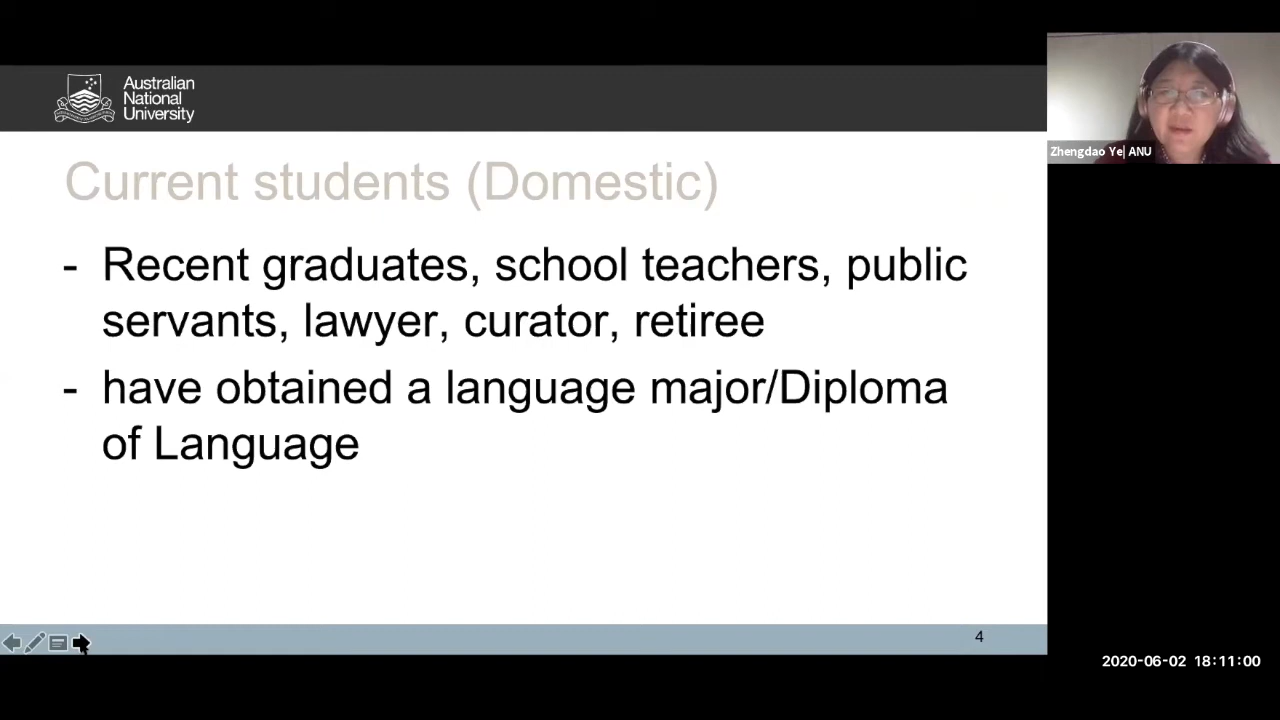 Australian
National
University
Current students (Domestic)
- Recent graduates, school teachers, public
servants, lawyer, curator, retiree
- have obtained a language major/Diploma
of Language
4
Zhengdao Ye| ANU
2020-06-02 18:11:00